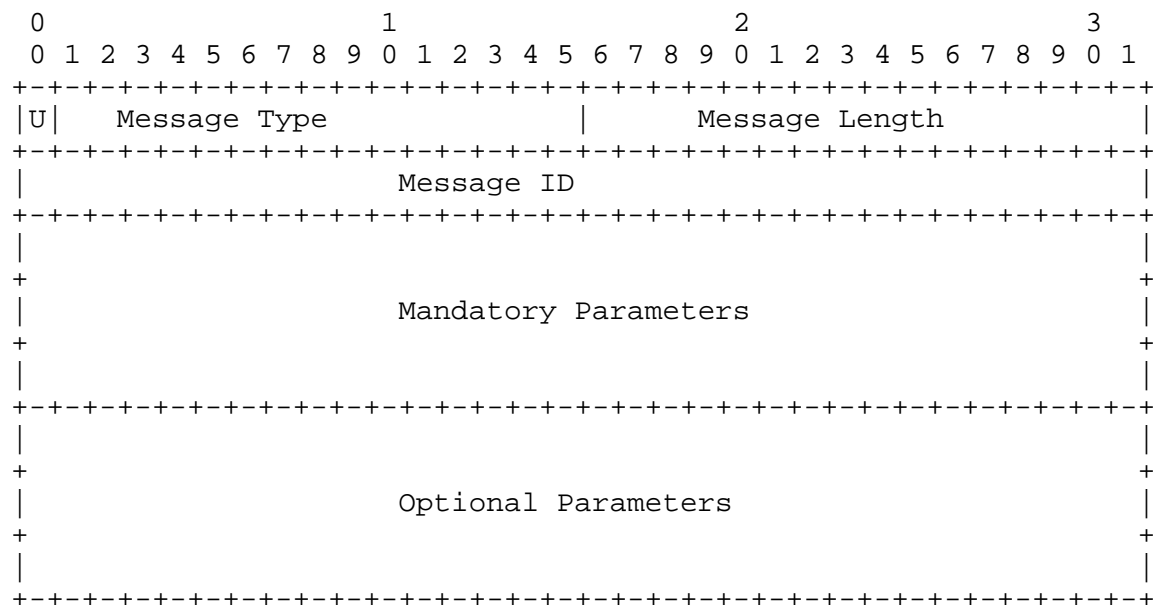 0                   1                   2                   3
 0 1 2 3 4 5 6 7 8 9 0 1 2 3 4 5 6 7 8 9 0 1 2 3 4 5 6 7 8 9 0 1
+-+-+-+-+-+-+-+-+-+-+-+-+-+-+-+-+-+-+-+-+-+-+-+-+-+-+-+-+-+-+-+-+
|U|   Message Type              |      Message Length           |
+-+-+-+-+-+-+-+-+-+-+-+-+-+-+-+-+-+-+-+-+-+-+-+-+-+-+-+-+-+-+-+-+
|                     Message ID                                |
+-+-+-+-+-+-+-+-+-+-+-+-+-+-+-+-+-+-+-+-+-+-+-+-+-+-+-+-+-+-+-+-+
|                                                               |
+                                                               +
|                     Mandatory Parameters                      |
+                                                               +
|                                                               |
+-+-+-+-+-+-+-+-+-+-+-+-+-+-+-+-+-+-+-+-+-+-+-+-+-+-+-+-+-+-+-+-+
|                                                               |
+                                                               +
|                     Optional Parameters                       |
+                                                               +
|                                                               |
+-+-+-+-+-+-+-+-+-+-+-+-+-+-+-+-+-+-+-+-+-+-+-+-+-+-+-+-+-+-+-+-+